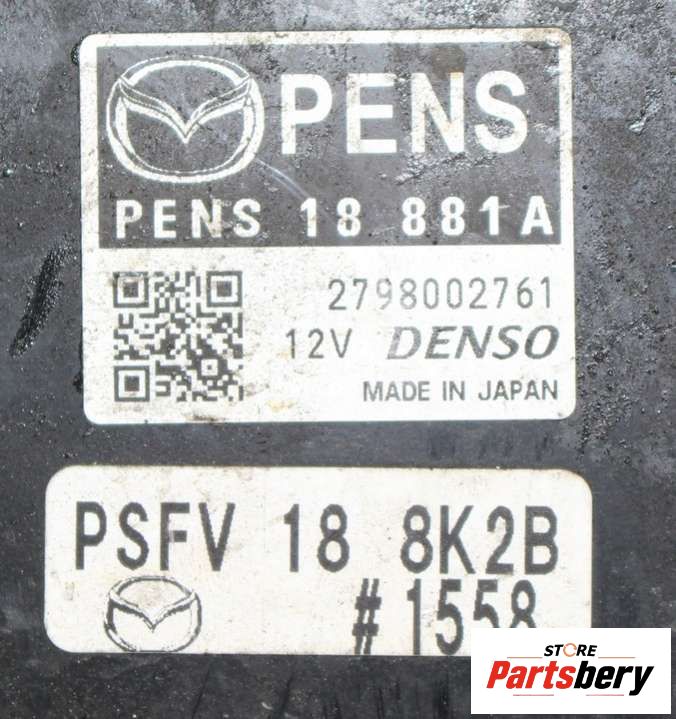 PENS
PENS 18 881A
2798002761
12V DENSO
MADE IN JAPAN
PSFV 18 8K2B
#1558
STORE
Partsbery